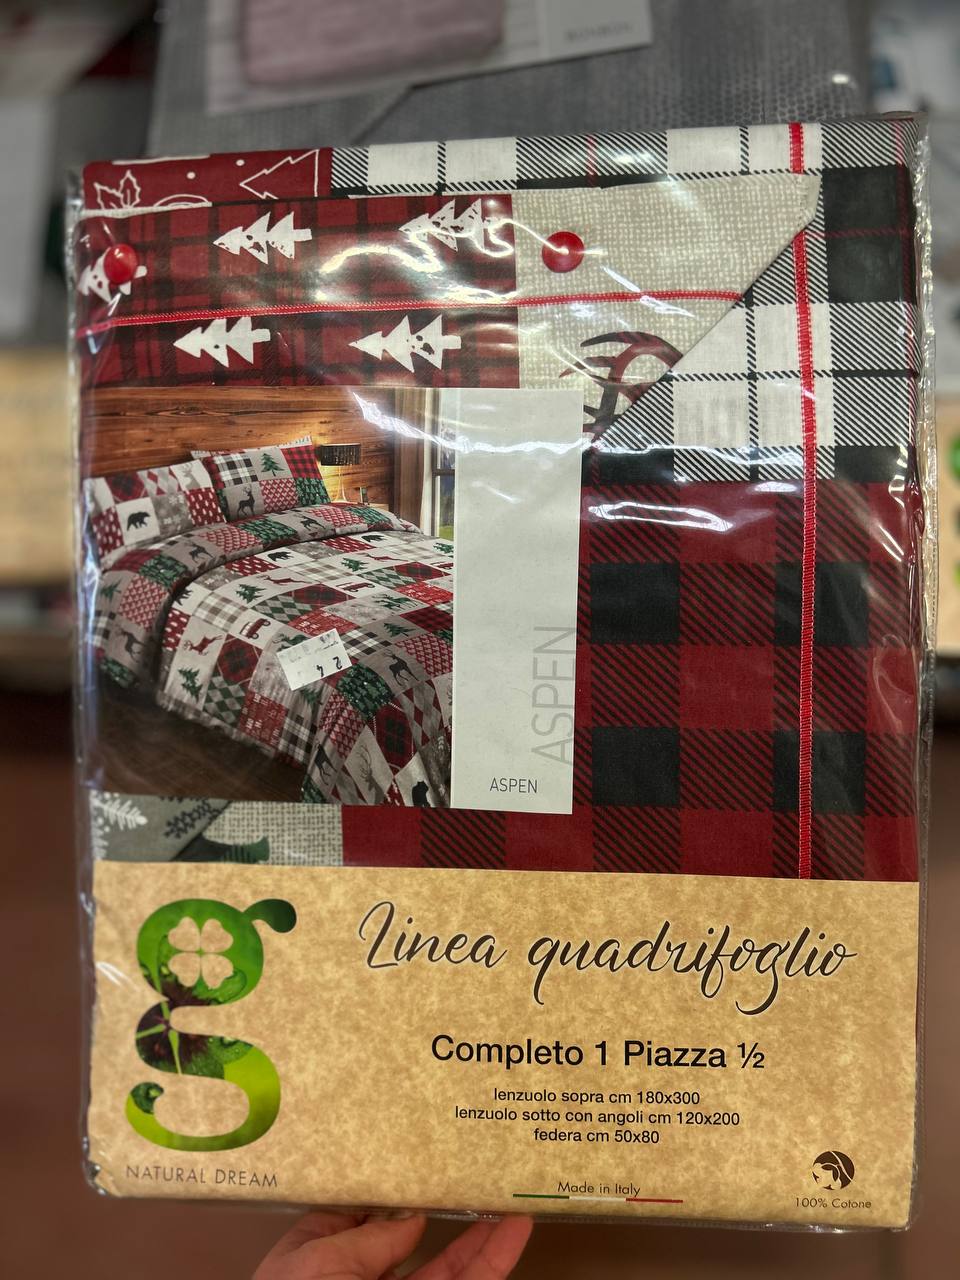 ASPEN
ASPEN
24
Linea quadrifoglio
Completo 1 Piazza ½
lenzuolo sopra cm 180x300
lenzuolo sotto con angoli cm 120x200
federa cm 50x80
NATURAL DREAM
Made in Italy
100% Cotone